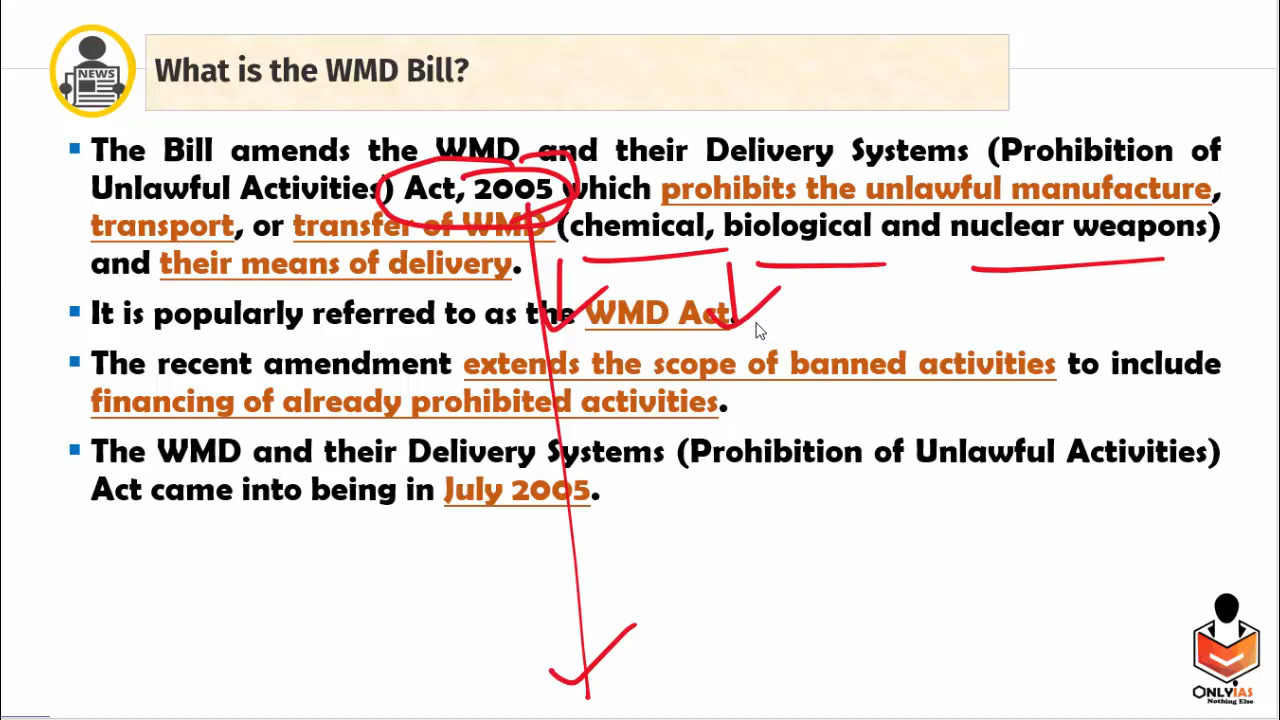 NEWS
What is the WMD Bill?
The Bill amends the WMD and their Delivery Systems (Prohibition of
Unlawful Activities) Act, 2005 which prohibits the unlawful manufacture,
transport, or transfer of WMD (chemical, biological and nuclear weapons)
and their means of delivery.
It is popularly referred to as the WMD Act.
The recent amendment extends the scope of banned activities to include
financing of already prohibited activities.
The WMD and their Delivery Systems (Prohibition of Unlawful Activities)
Act came into being in July 2005.
ONLYIAS
Nothing Else